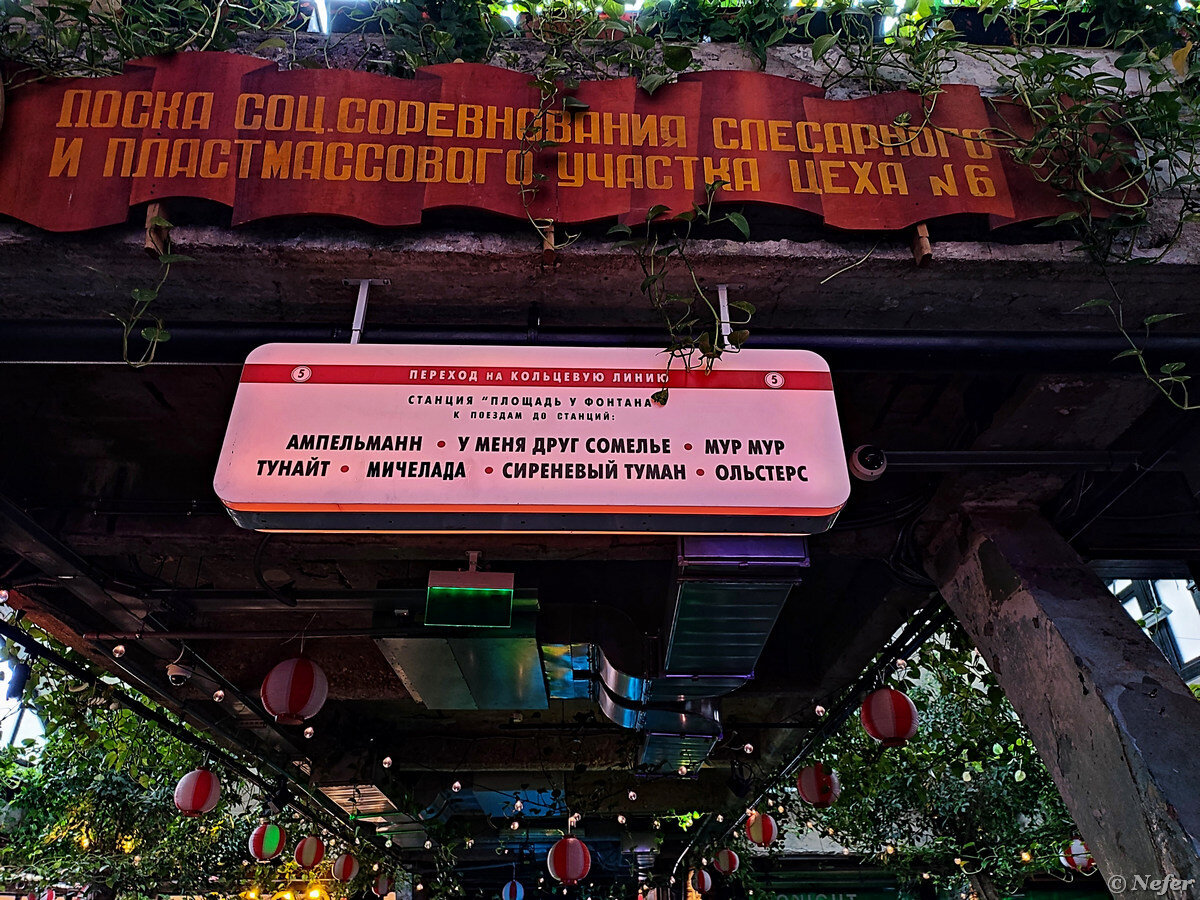 ДОСКА СОЦ.СОРЕВНОВАНИЯ СЛЕСАРНОГО
И ПЛАСТМАССОВОГО УЧАСТКА ЦЕХА №6
5 ПЕРЕХОД НА КОЛЬЦЕВУЮ ЛИНИЮ 5
СТАНЦИЯ "ПЛОЩАДЬ У ФОНТАНА"
К ПОЕЗДАМ ДО СТАНЦИЙ:
АМПЕЛЬМАНН • У МЕНЯ ДРУГ СОМЕЛЬЕ • МУР МУР
ТУНАЙТ • МИЧЕЛАДА • СИРЕНЕВЫЙ ТУМАН • ОЛЬСТЕРС
© Nefer